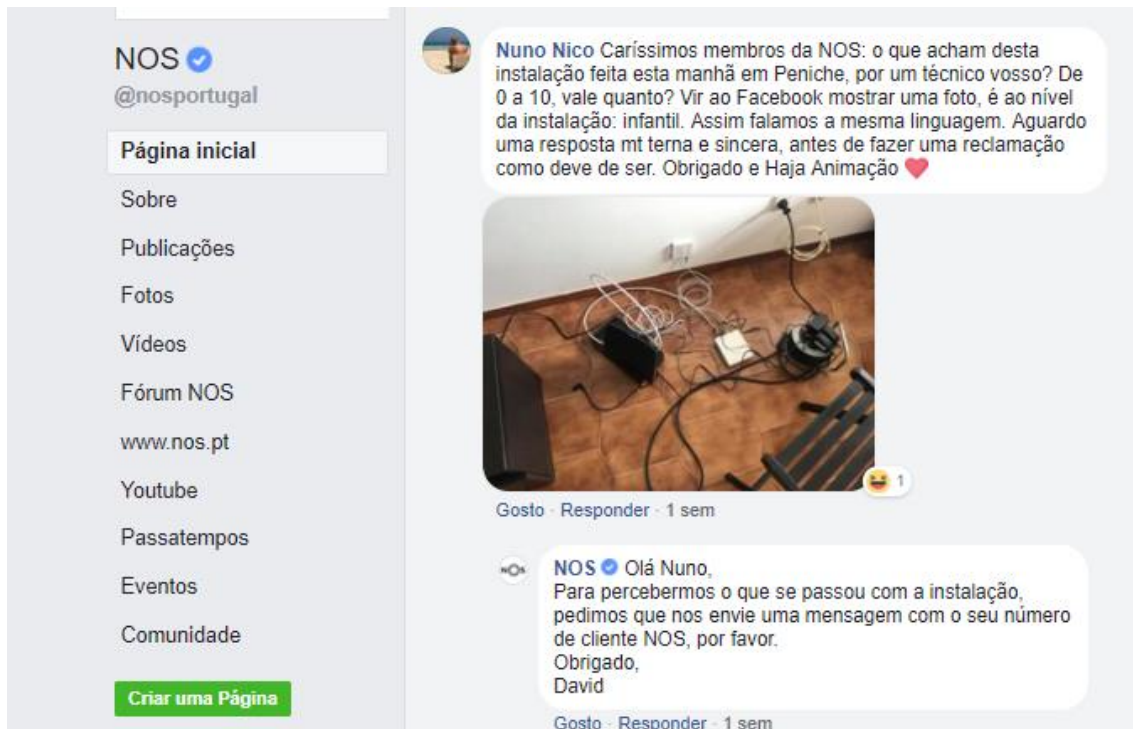 NOS
@nosportugal
Página inicial
Sobre
Publicações
Fotos
Vídeos
Fórum NOS
www.nos.pt
Youtube
Passatempos
Eventos
Comunidade
Criar uma Página
Nuno Nico Caríssimos membros da NOS: o que acham desta
instalação feita esta manhã em Peniche, por um técnico vosso? De
0 a 10, vale quanto? Vir ao Facebook mostrar uma foto, é ao nível
da instalação: infantil. Assim falamos a mesma linguagem. Aguardo
uma resposta mt terna e sincera, antes de fazer uma reclamação
como deve de ser. Obrigado e Haja Animação ❤
1
Gosto · Responder · 1 sem
NOS
NOS Olá Nuno,
Para percebermos o que se passou com a instalação,
pedimos que nos envie uma mensagem com o seu número
de cliente NOS, por favor.
Obrigado,
David
Gosto · Responder · 1 sem